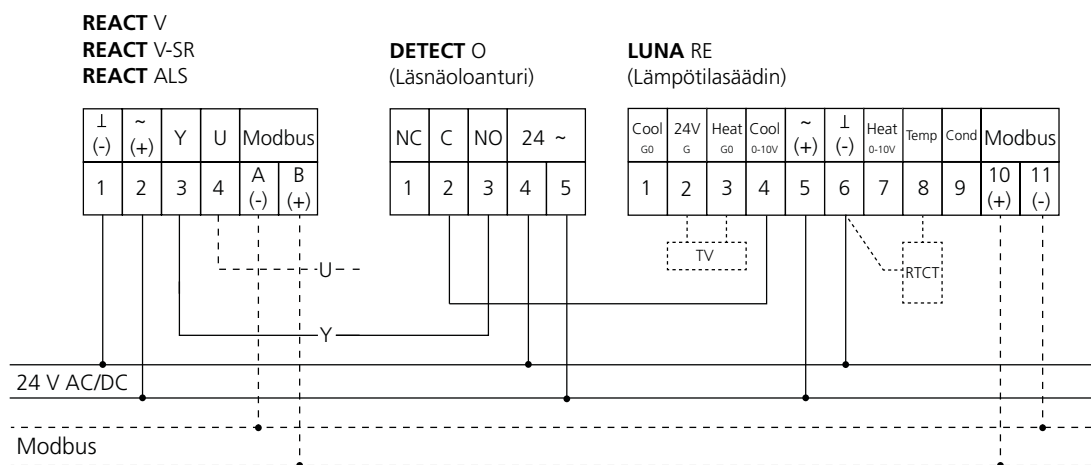 REACT V
REACT V-SR
REACT ALS
DETECT O
(Läsnäoloanturi)
LUNA RE
(Lämpötilasäädin)
⊥ (-) ~ (+) Y U Modbus
1 2 3 4 A (-) B (+)
NC C NO 24 ~
1 2 3 4 5
Cool G0 24V G Heat G0 Cool 0-10V ~ (+) ⊥ (-) Heat 0-10V Temp Cond Modbus
1 2 3 4 5 6 7 8 9 10 (+) 11 (-)
TV
U
RTCT
Y
24 V AC/DC
Modbus